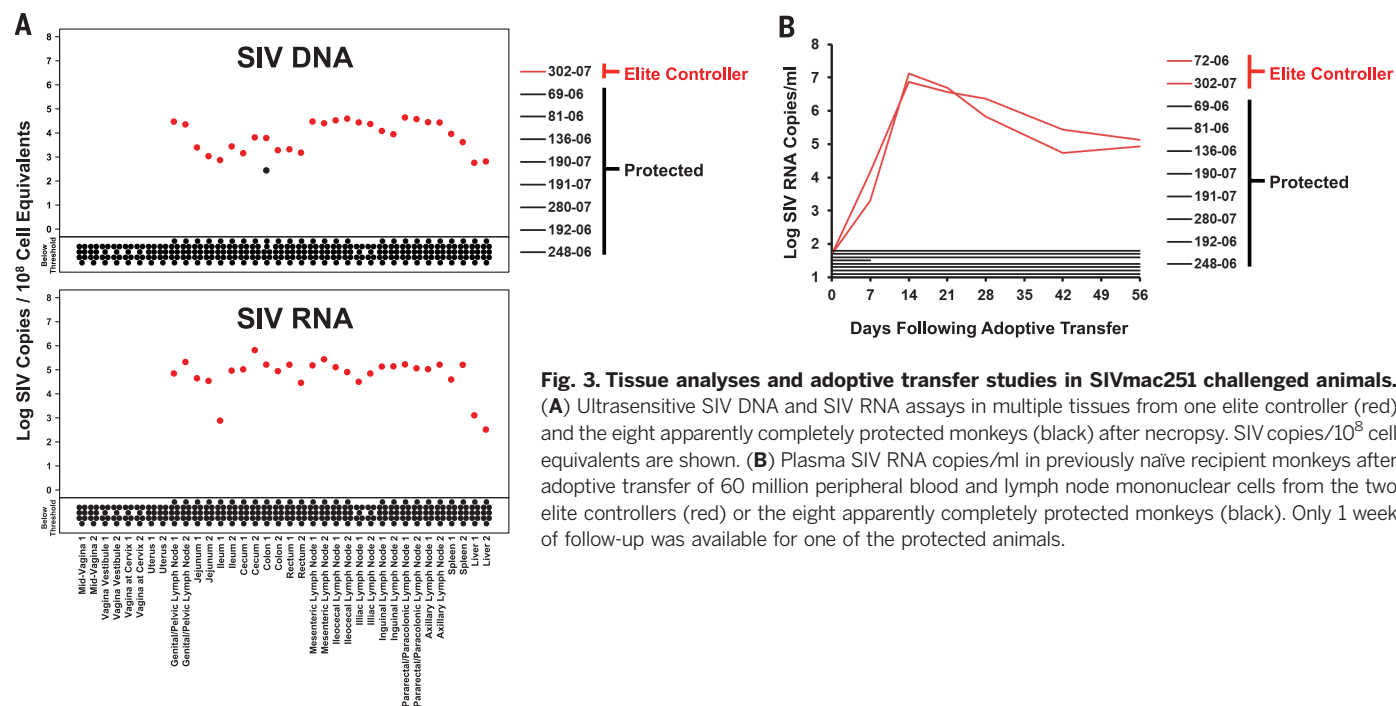 A
SIV DNA
8
7
6
5
4
3
2
1
0
Below
Threshold
SIV RNA
8
7
6
5
4
3
2
1
0
Below
Threshold
Log SIV Copies / 10⁸ Cell Equivalents
Mid-Vagina 1
Mid-Vagina 2
Vagina Vestibule 1
Vagina Vestibule 2
Vagina at Cervix 1
Vagina at Cervix 2
Uterus 1
Uterus 2
Genital/Pelvic Lymph Node 1
Genital/Pelvic Lymph Node 2
Jejunum 1
Jejunum 2
Ileum 1
Ileum 2
Cecum 1
Cecum 2
Colon 1
Colon 2
Rectum 1
Rectum 2
Mesenteric Lymph Node 1
Mesenteric Lymph Node 2
Ileocecal Lymph Node 1
Ileocecal Lymph Node 2
Illiac Lymph Node 1
Illiac Lymph Node 2
Inguinal Lymph Node 1
Inguinal Lymph Node 2
Pararectal/Paracolonic Lymph Node 1
Pararectal/Paracolonic Lymph Node 2
Axillary Lymph Node 1
Axillary Lymph Node 2
Spleen 1
Spleen 2
Liver 1
Liver 2
302-07
Elite Controller
69-06
81-06
136-06
190-07
191-07
280-07
192-06
248-06
Protected
B
Log SIV RNA Copies/ml
8
7
6
5
4
3
2
1
0 7 14 21 28 35 42 49 56
Days Following Adoptive Transfer
72-06
302-07
Elite Controller
69-06
81-06
136-06
190-07
191-07
280-07
192-06
248-06
Protected
Fig. 3. Tissue analyses and adoptive transfer studies in SIVmac251 challenged animals.
(A) Ultrasensitive SIV DNA and SIV RNA assays in multiple tissues from one elite controller (red)
and the eight apparently completely protected monkeys (black) after necropsy. SIV copies/10⁸ cell
equivalents are shown. (B) Plasma SIV RNA copies/ml in previously naïve recipient monkeys after
adoptive transfer of 60 million peripheral blood and lymph node mononuclear cells from the two
elite controllers (red) or the eight apparently completely protected monkeys (black). Only 1 week
of follow-up was available for one of the protected animals.